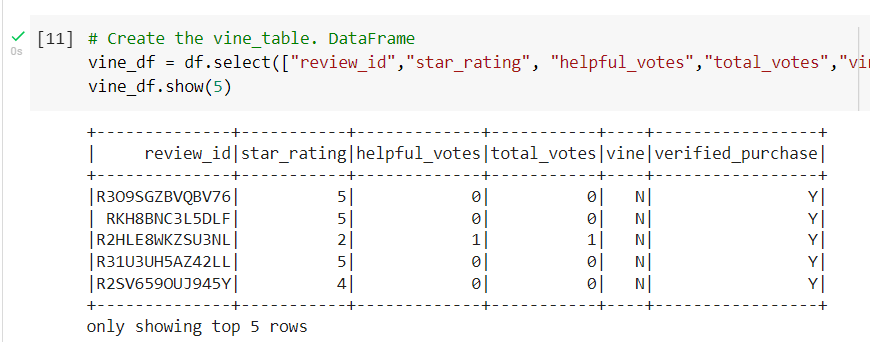 [11] # Create the vine_table. DataFrame
0s
vine_df = df.select(["review_id","star_rating", "helpful_votes","total_votes","vi
vine_df.show(5)
+--------------+-----------+-------------+-----------+----+-----------------+
|     review_id|star_rating|helpful_votes|total_votes|vine|verified_purchase|
+--------------+-----------+-------------+-----------+----+-----------------+
|R3O9SGZBVQBV76|          5|            0|          0|   N|                Y|
| RKH8BNC3L5DLF|          5|            0|          0|   N|                Y|
|R2HLE8WKZSU3NL|          2|            1|          1|   N|                Y|
|R31U3UH5AZ42LL|          5|            0|          0|   N|                Y|
|R2SV659OUJ945Y|          4|            0|          0|   N|                Y|
+--------------+-----------+-------------+-----------+----+-----------------+
only showing top 5 rows